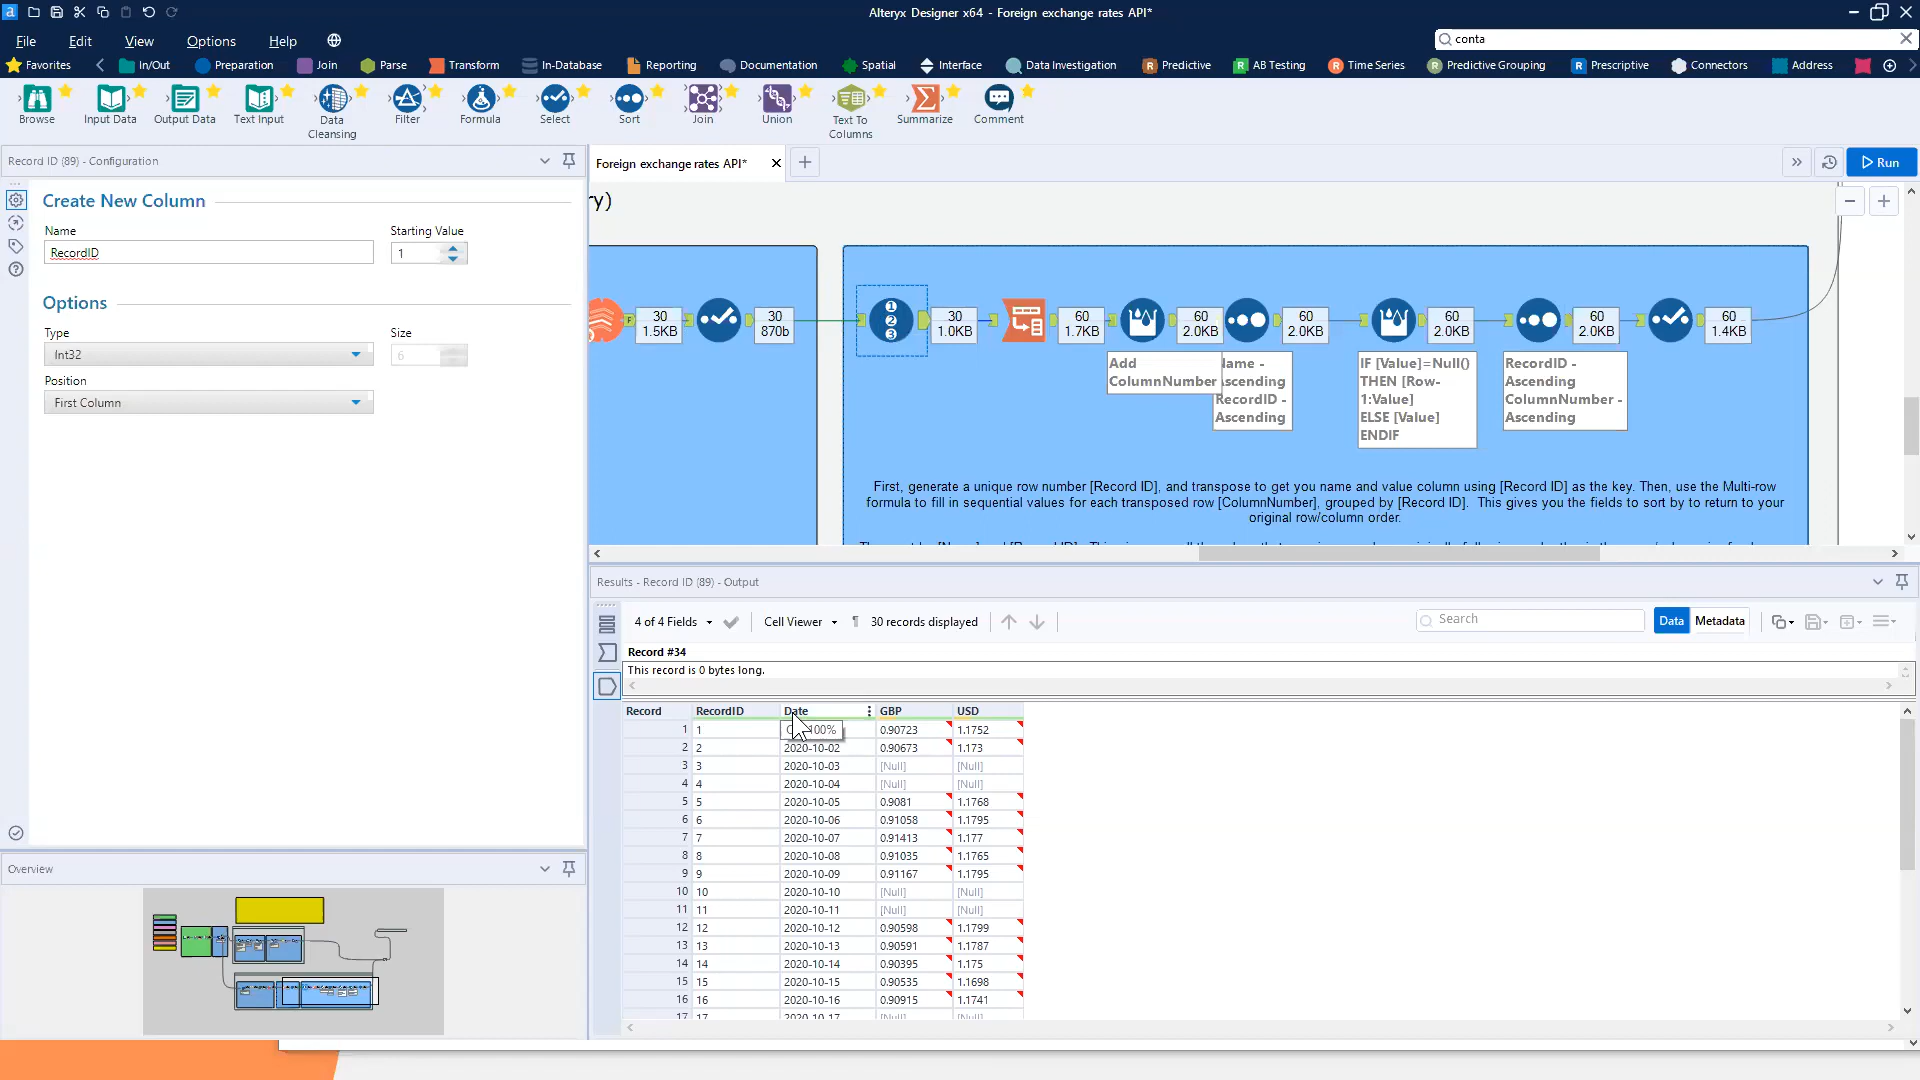 Alteryx Designer x64 - Foreign exchange rates API*
File Edit View Options Help
conta
Favorites In/Out Preparation Join Parse Transform In-Database Reporting Documentation Spatial Interface Data Investigation Predictive AB Testing Time Series Predictive Grouping Prescriptive Connectors Address
Browse Input Data Output Data Text Input Data Cleansing Filter Formula Select Sort Join Union Text To Columns Summarize Comment
Record ID (89) - Configuration
Foreign exchange rates API*
Run
Create New Column
Name
Starting Value
RecordID
1
Options
Type
Size
Int32
6
Position
First Column
ry)
30
1.5KB
30
870b
1
2
3
30
1.0KB
60
1.7KB
60
2.0KB
60
2.0KB
60
2.0KB
60
2.0KB
60
1.4KB
Add
ColumnNumber
Name -
Ascending
RecordID -
Ascending
IF [Value]=Null()
THEN [Row-
1:Value]
ELSE [Value]
ENDIF
RecordID -
Ascending
ColumnNumber -
Ascending
First, generate a unique row number [Record ID], and transpose to get you name and value column using [Record ID] as the key. Then, use the Multi-row
formula to fill in sequential values for each transposed row [ColumnNumber], grouped by [Record ID]. This gives you the fields to sort by to return to your
original row/column order.
Results - Record ID (89) - Output
4 of 4 Fields Cell Viewer 30 records displayed Search Data Metadata
Record #34
This record is 0 bytes long.
Record RecordID Date GBP USD
1 1 100% 0.90723 1.1752
2 2 2020-10-02 0.90673 1.173
3 3 2020-10-03 [Null] [Null]
4 4 2020-10-04 [Null] [Null]
5 5 2020-10-05 0.9081 1.1768
6 6 2020-10-06 0.91058 1.1795
7 7 2020-10-07 0.91413 1.177
8 8 2020-10-08 0.91035 1.1765
9 9 2020-10-09 0.91167 1.1795
10 10 2020-10-10 [Null] [Null]
11 11 2020-10-11 [Null] [Null]
12 12 2020-10-12 0.90598 1.1799
13 13 2020-10-13 0.90591 1.1787
14 14 2020-10-14 0.90395 1.175
15 15 2020-10-15 0.90535 1.1698
16 16 2020-10-16 0.90915 1.1741
17 17 2020-10-17 [Null] [Null]
Overview